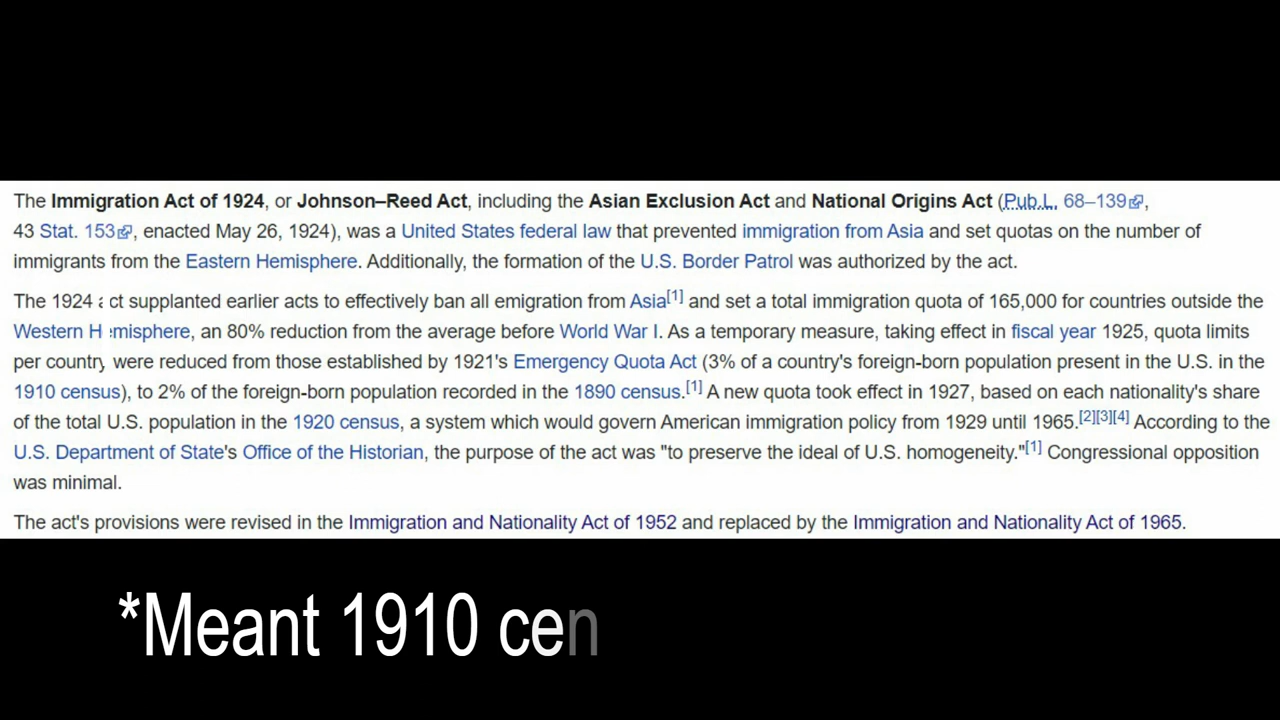 The Immigration Act of 1924, or Johnson–Reed Act, including the Asian Exclusion Act and National Origins Act (Pub.L. 68–139,
43 Stat. 153, enacted May 26, 1924), was a United States federal law that prevented immigration from Asia and set quotas on the number of
immigrants from the Eastern Hemisphere. Additionally, the formation of the U.S. Border Patrol was authorized by the act.
The 1924 act supplanted earlier acts to effectively ban all emigration from Asia[1] and set a total immigration quota of 165,000 for countries outside the
Western Hemisphere, an 80% reduction from the average before World War I. As a temporary measure, taking effect in fiscal year 1925, quota limits
per country were reduced from those established by 1921's Emergency Quota Act (3% of a country's foreign-born population present in the U.S. in the
1910 census), to 2% of the foreign-born population recorded in the 1890 census.[1] A new quota took effect in 1927, based on each nationality's share
of the total U.S. population in the 1920 census, a system which would govern American immigration policy from 1929 until 1965.[2][3][4] According to the
U.S. Department of State's Office of the Historian, the purpose of the act was "to preserve the ideal of U.S. homogeneity."[1] Congressional opposition
was minimal.
The act's provisions were revised in the Immigration and Nationality Act of 1952 and replaced by the Immigration and Nationality Act of 1965.
*Meant 1910 cen